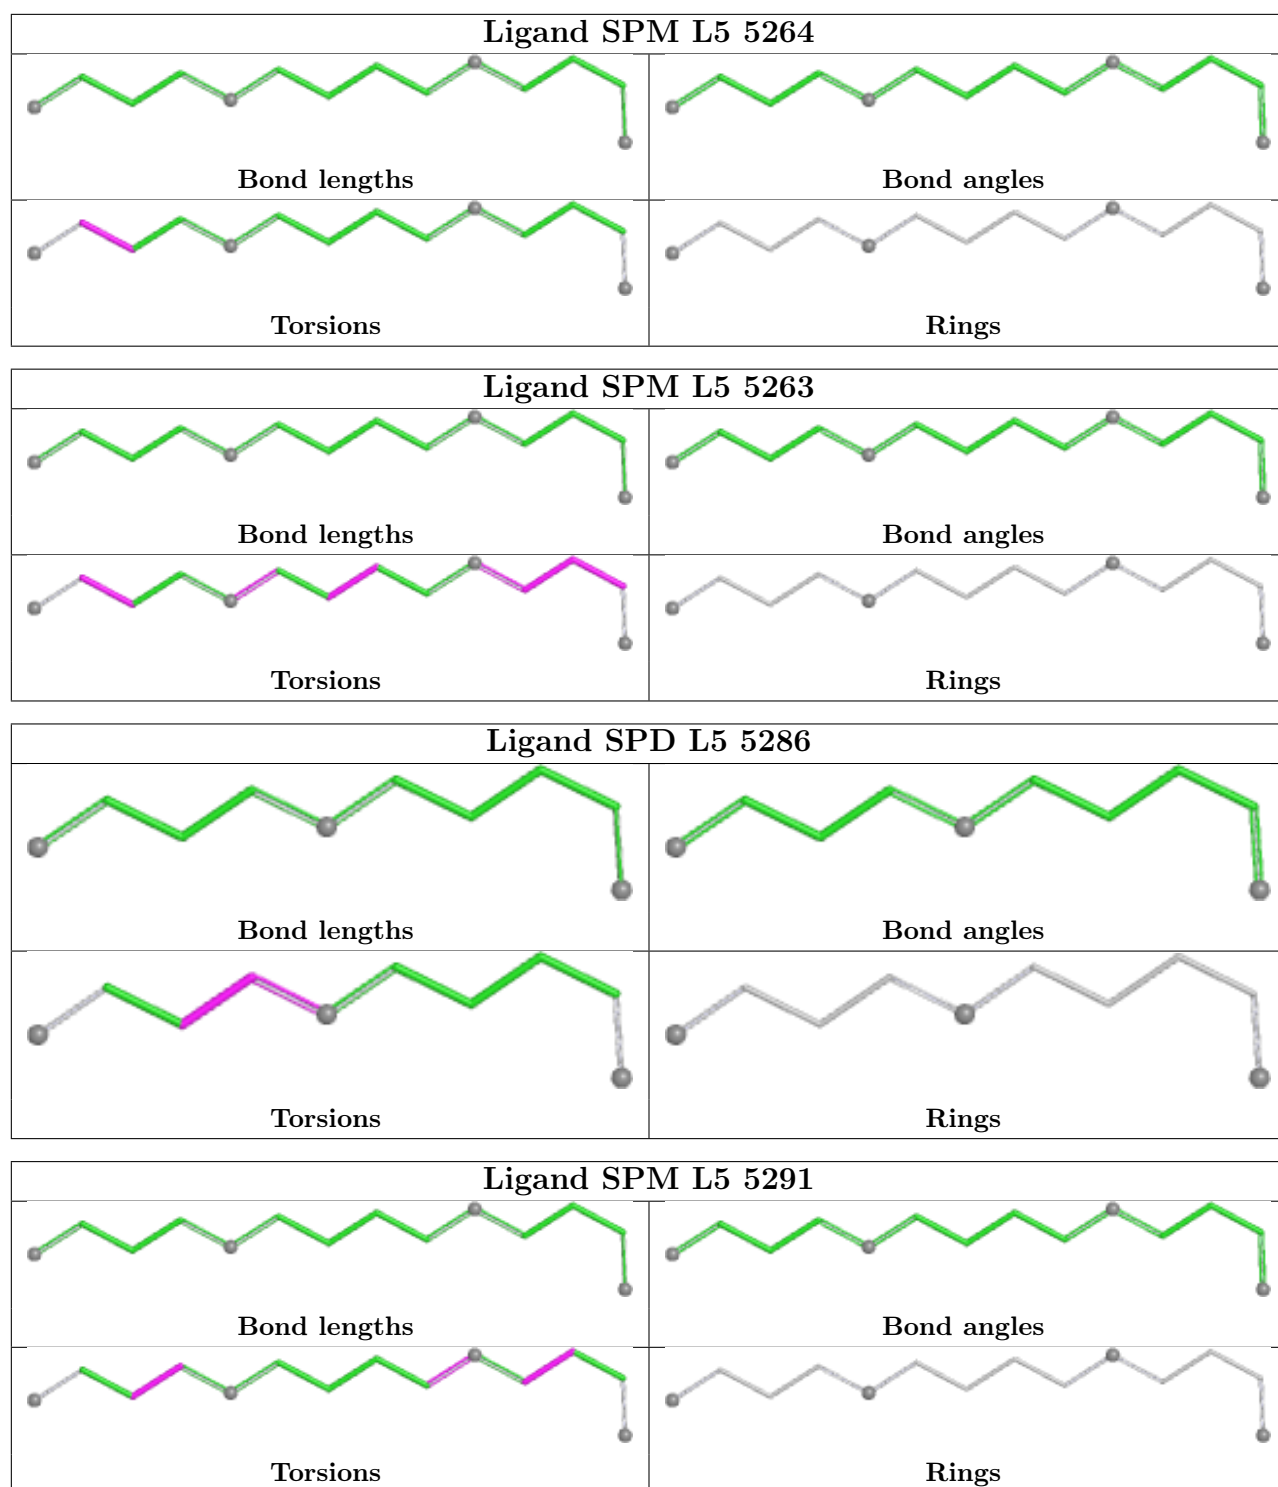 Ligand SPM L5 5264
Bond lengths
Bond angles
Torsions
Rings
Ligand SPM L5 5263
Bond lengths
Bond angles
Torsions
Rings
Ligand SPD L5 5286
Bond lengths
Bond angles
Torsions
Rings
Ligand SPM L5 5291
Bond lengths
Bond angles
Torsions
Rings